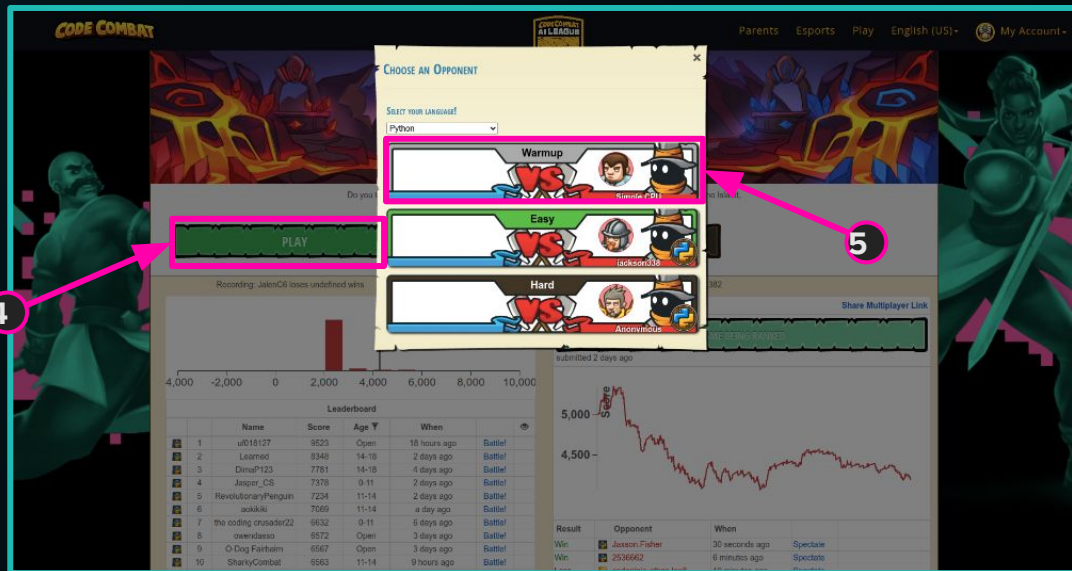 CODE COMBAT
CODECOMBAT
AI LEAGUE
Parents Esports Play English (US) My Account
×
CHOOSE AN OPPONENT
SELECT YOUR LANGUAGE!
Python
Warmup
VS
Simple CPU
Do you
Easy
VS
jackson338
PLAY
5
4
Hard
VS
Anonymous
Recording: JalenC6 loses undefined wins
382
Share Multiplayer Link
submitted 2 days ago
4,000 -2,000 0 2,000 4,000 6,000 8,000 10,000
Score
5,000
4,500
Leaderboard
Name Score Age When
1 uf018127 9523 Open 18 hours ago Battle!
2 Learned 8348 14-18 2 days ago Battle!
3 DimaP123 7781 14-18 4 days ago Battle!
4 Jasper_CS 7378 0-11 2 days ago Battle!
5 RevolutionaryPenguin 7234 11-14 2 days ago Battle!
6 aokikiki 7069 11-14 a day ago Battle!
7 the coding crusader22 6632 0-11 6 days ago Battle!
8 owendasso 6572 Open 3 days ago Battle!
9 O-Dog Fairbairn 6567 Open 3 days ago Battle!
10 SharkyCombat 6563 11-14 9 hours ago Battle!
Result Opponent When
Win Jasson Fisher 30 seconds ago Spectate
Win 2536662 6 minutes ago Spectate